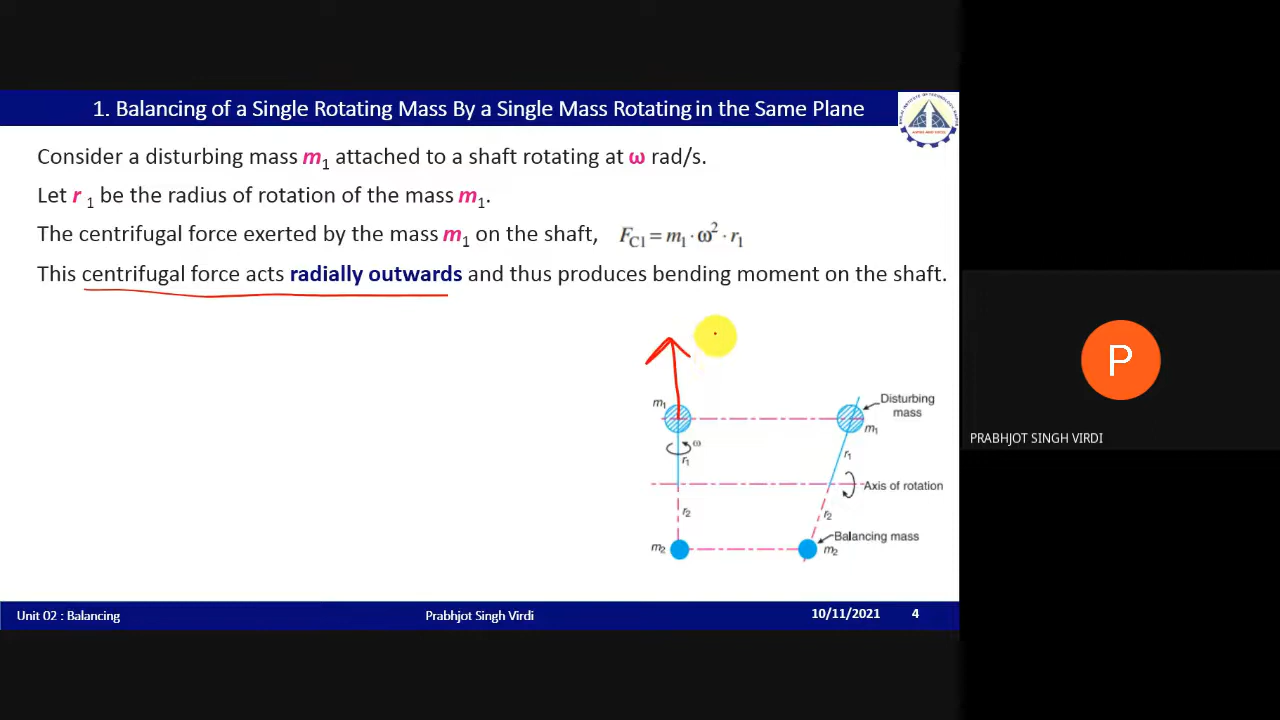 1. Balancing of a Single Rotating Mass By a Single Mass Rotating in the Same Plane
Consider a disturbing mass m1 attached to a shaft rotating at ω rad/s.
Let r 1 be the radius of rotation of the mass m1.
The centrifugal force exerted by the mass m1 on the shaft, FC1 = m1 · ω² · r1
This centrifugal force acts radially outwards and thus produces bending moment on the shaft.
m1
Disturbing
mass
m1
ω
r1
r1
Axis of rotation
r2
r2
Balancing mass
m2
m2
Unit 02 : Balancing
Prabhjot Singh Virdi
10/11/2021
4
P
PRABHJOT SINGH VIRDI